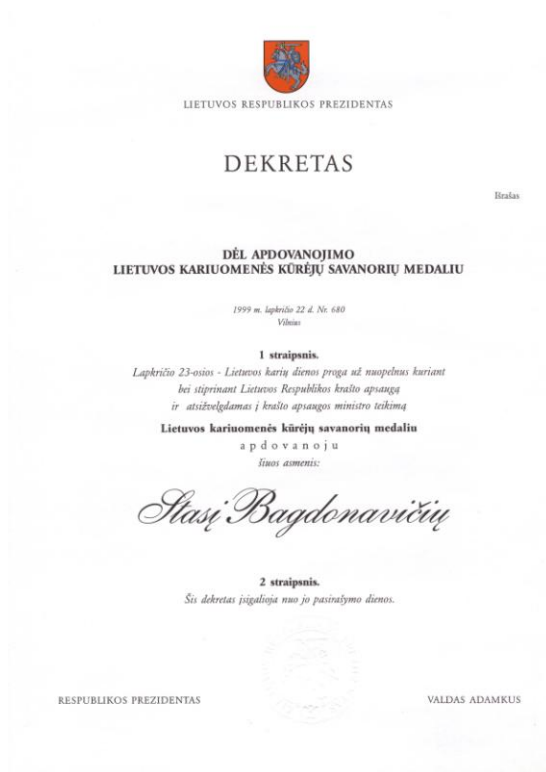 LIETUVOS RESPUBLIKOS PREZIDENTAS
DEKRETAS
Išrašas
DĖL APDOVANOJIMO
LIETUVOS KARIUOMENĖS KŪRĖJŲ SAVANORIŲ MEDALIU
1999 m. lapkričio 22 d. Nr. 680
Vilnius
1 straipsnis.
Lapkričio 23-osios - Lietuvos karių dienos proga už nuopelnus kuriant
bei stiprinant Lietuvos Respublikos krašto apsaugą
ir atsižvelgdamas į krašto apsaugos ministro teikimą
Lietuvos kariuomenės kūrėjų savanorių medaliu
apdovanoju
šiuos asmenis:
Stasį Bagdonavičių
2 straipsnis.
Šis dekretas įsigalioja nuo jo pasirašymo dienos.
RESPUBLIKOS PREZIDENTAS
VALDAS ADAMKUS